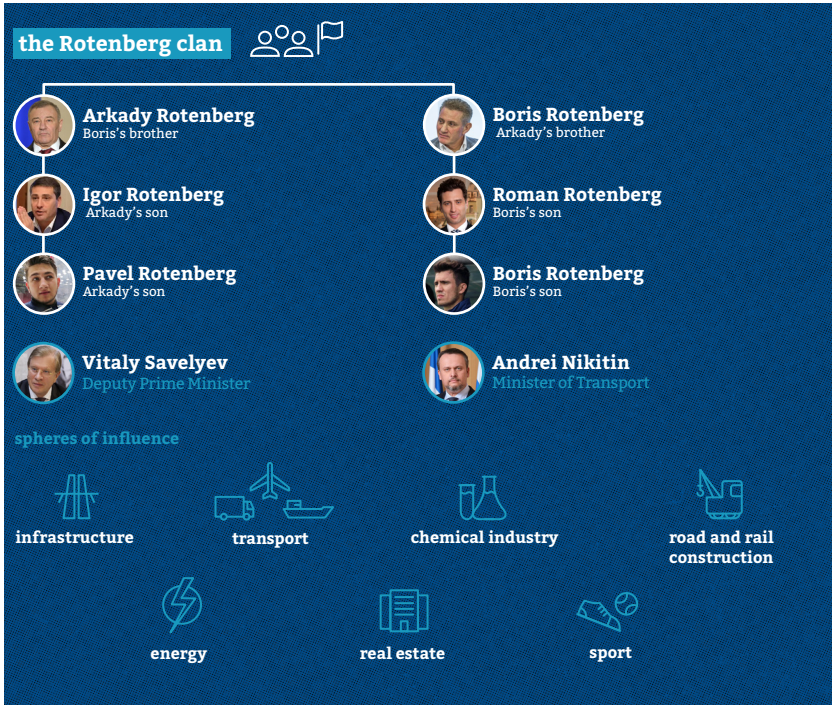 the Rotenberg clan
Arkady Rotenberg
Boris's brother
Boris Rotenberg
Arkady's brother
Igor Rotenberg
Arkady's son
Roman Rotenberg
Boris's son
Pavel Rotenberg
Arkady's son
Boris Rotenberg
Boris's son
Vitaly Savelyev
Deputy Prime Minister
Andrei Nikitin
Minister of Transport
spheres of influence
infrastructure
transport
chemical industry
road and rail
construction
energy
real estate
sport